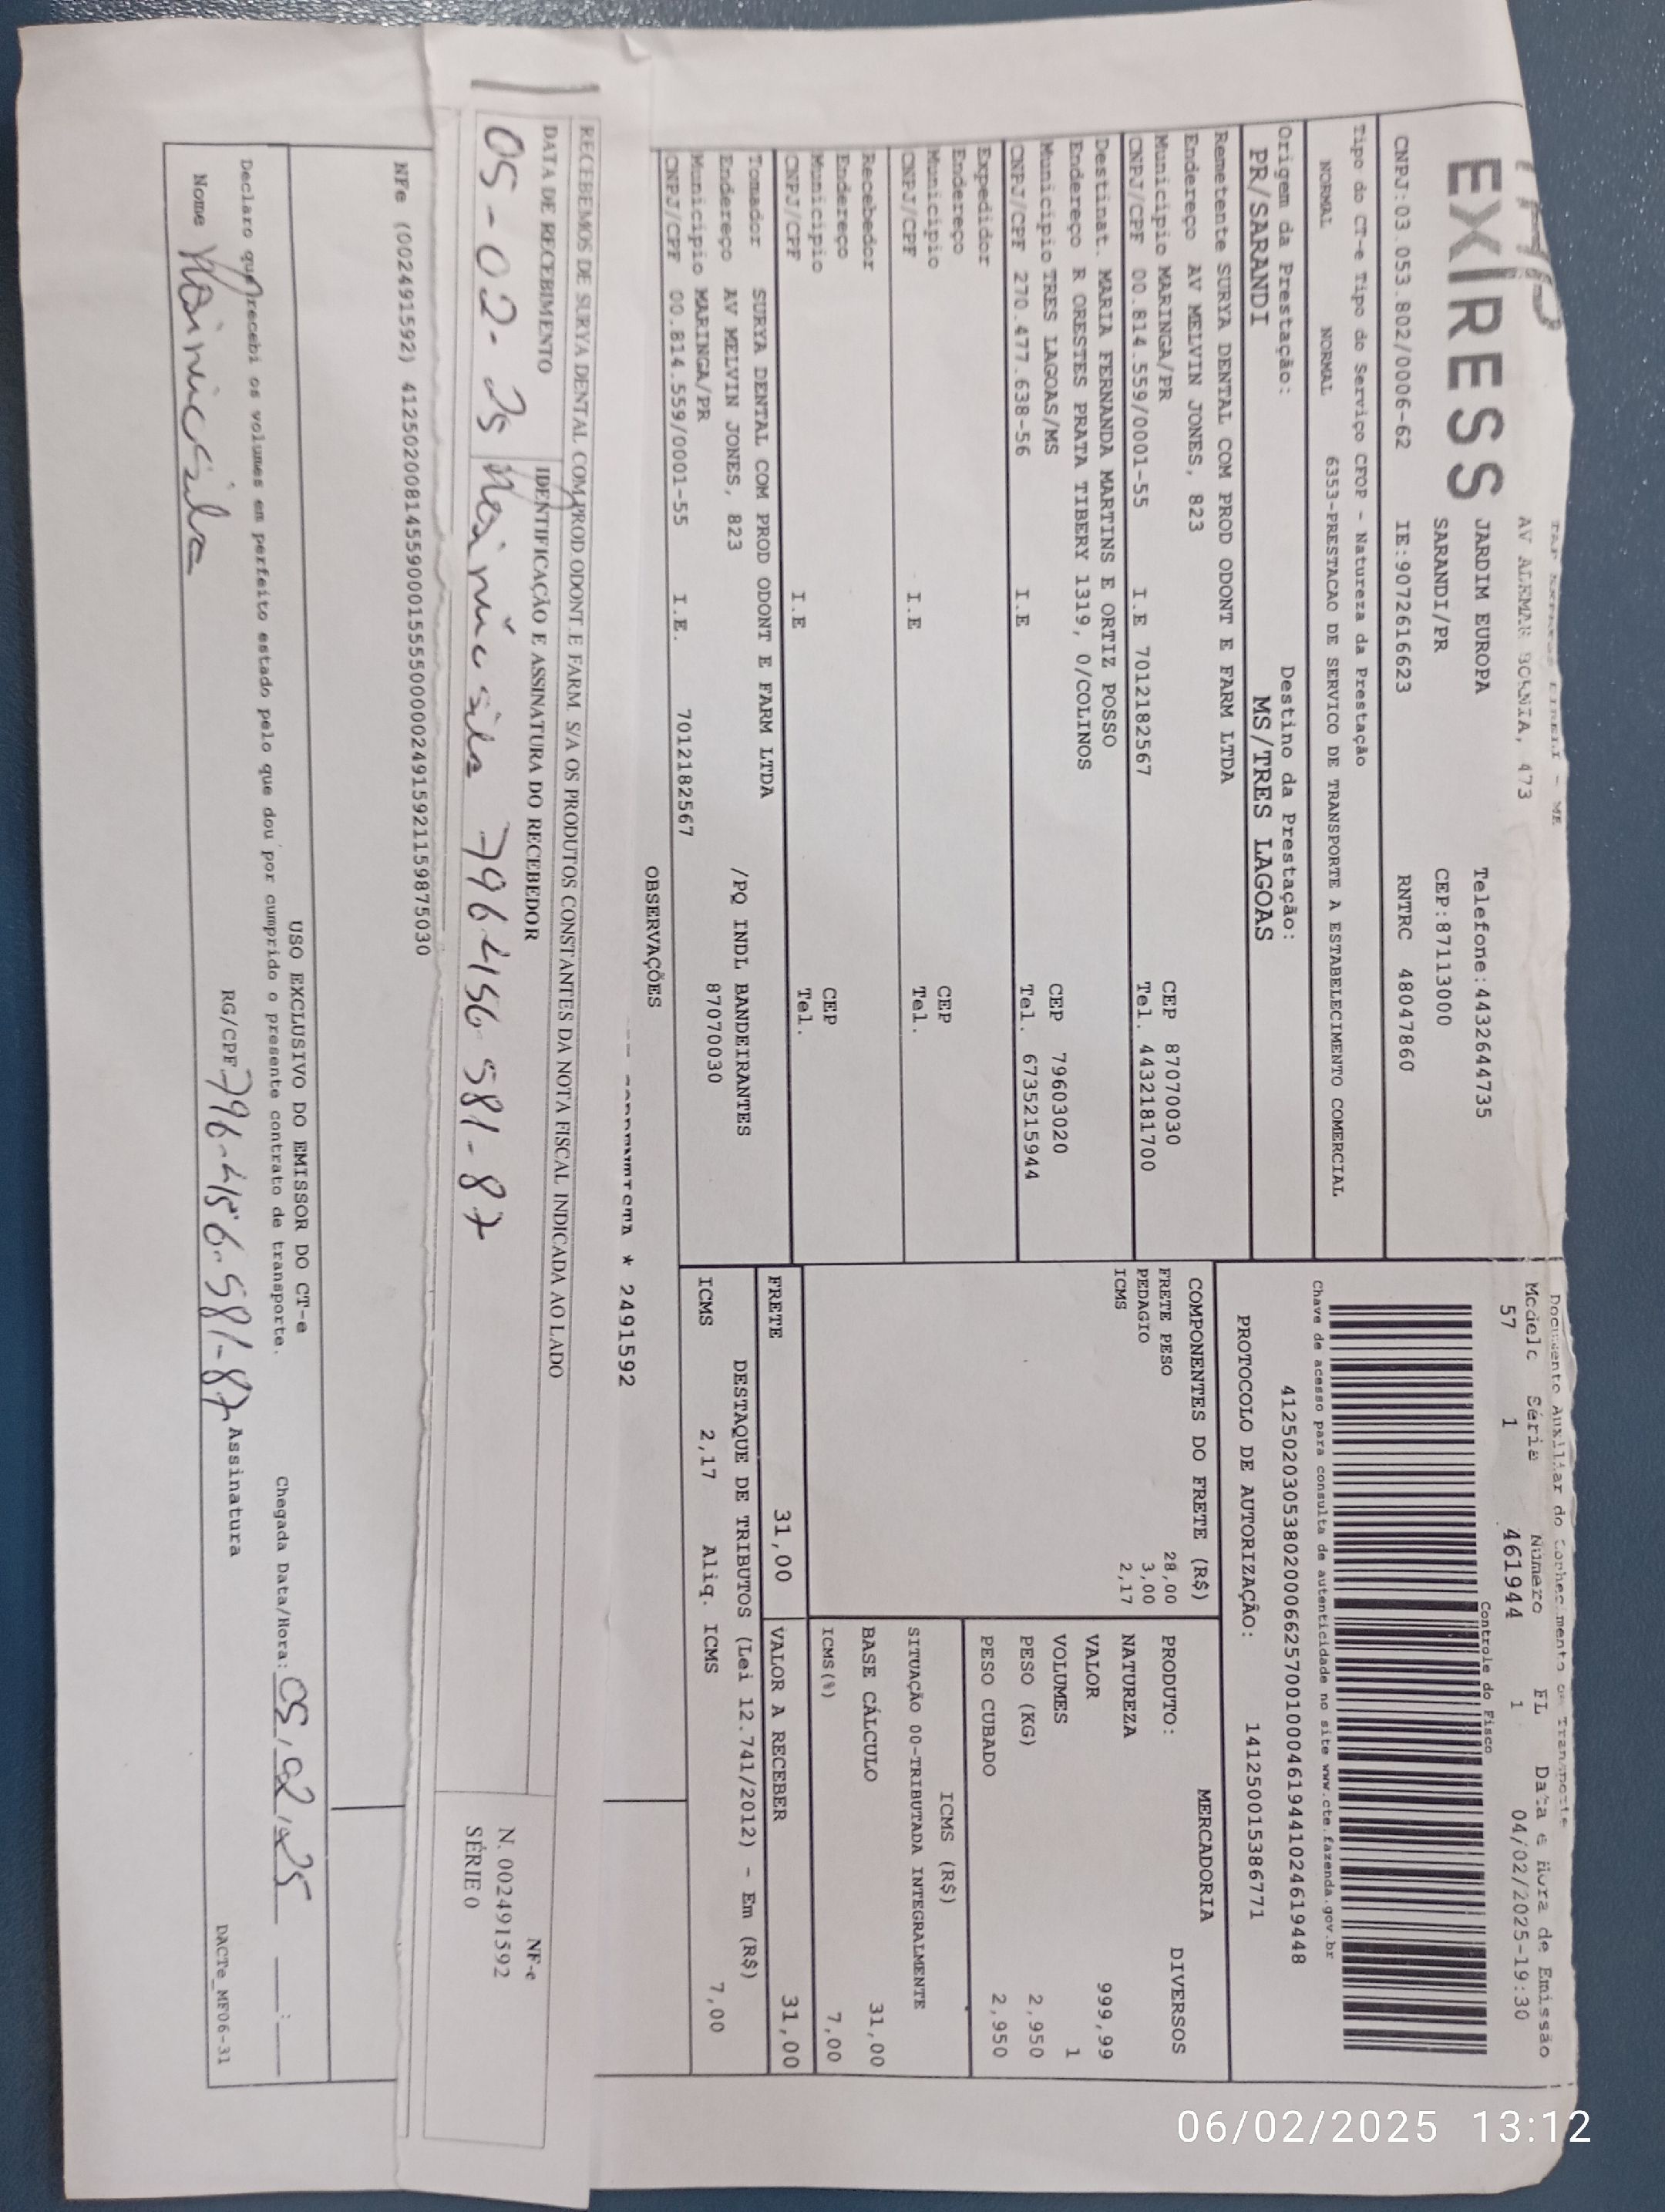 EXPRESS
AV ALEMAR BORNIA, 473
JARDIM EUROPA Telefone:4432644735
SARANDI/PR CEP:87113000
CNPJ:03.053.802/0006-62 IE:9072616623 RNTRC 48047860
Documento Auxiliar do Conhecimento de Transporte
Modelo Série Número FL Data e Hora de Emissão
57 1 461944 1 04/02/2025-19:30
Controle do Fisco
Chave de acesso para consulta de autenticidade no site www.cte.fazenda.gov.br
41250203053802000662570010004619441024619448
PROTOCOLO DE AUTORIZAÇÃO: 141250015386771
Tipo do CT-e Tipo do Serviço CFOP - Natureza da Prestação
NORMAL NORMAL 6353-PRESTACAO DE SERVICO DE TRANSPORTE A ESTABELECIMENTO COMERCIAL
Origem da Prestação: Destino da Prestação:
PR/SARANDI MS/TRES LAGOAS
Remetente SURYA DENTAL COM PROD ODONT E FARM LTDA
Endereço AV MELVIN JONES, 823
Municipio MARINGA/PR CEP 87070030
CNPJ/CPF 00.814.559/0001-55 I.E 7012182567 Tel. 4432181700
Destinat. MARIA FERNANDA MARTINS E ORTIZ POSSO
Endereço R ORESTES PRATA TIBERY 1319, 0/COLINOS
Municipio TRES LAGOAS/MS CEP 79603020
CNPJ/CPF 270.477.638-56 I.E Tel. 6735215944
Expedidor
Endereço
Municipio CEP
CNPJ/CPF I.E Tel.
Recebedor
Endereço
Municipio CEP
CNPJ/CPF I.E Tel.
Tomador SURYA DENTAL COM PROD ODONT E FARM LTDA
Endereço AV MELVIN JONES, 823 /PQ INDL BANDEIRANTES
Municipio MARINGA/PR 87070030
CNPJ/CPF 00.814.559/0001-55 I.E. 7012182567
COMPONENTES DO FRETE (R$)
FRETE PESO 28,00
PEDAGIO 3,00
ICMS 2,17
MERCADORIA
PRODUTO: DIVERSOS
NATUREZA
VALOR 999,99
VOLUMES 1
PESO (KG) 2,950
PESO CUBADO 2,950
ICMS (R$)
SITUAÇÃO 00-TRIBUTADA INTEGRALMENTE
BASE CÁLCULO 31,00
ICMS(%) 7,00
FRETE 31,00 VALOR A RECEBER 31,00
DESTAQUE DE TRIBUTOS (Lei 12.741/2012) - Em (R$)
ICMS 2,17 Aliq. ICMS 7,00
OBSERVAÇÕES
* 2491592
RECEBEMOS DE SURYA DENTAL COM PROD ODONT. E FARM. S/A OS PRODUTOS CONSTANTES DA NOTA FISCAL INDICADA AO LADO
DATA DE RECEBIMENTO IDENTIFICAÇÃO E ASSINATURA DO RECEBEDOR
05-02-25 796456 581-87
NF-e
N. 002491592
SÉRIE 0
NFe (002491592) 41250200814559000155550000024915921159875030
USO EXCLUSIVO DO EMISSOR DO CT-e
Declaro que recebi os volumes em perfeito estado pelo que dou por cumprido o presente contrato de transporte. Chegada Data/Hora: 05/02/25 __:__
Nome RG/CPF 796-456-581-87 Assinatura
DACTe_MF06-31
06/02/2025 13:12